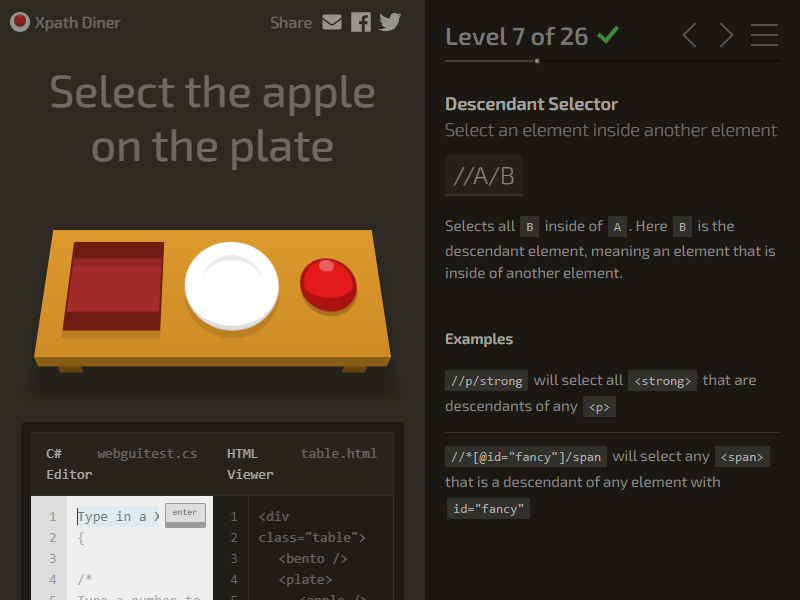 Xpath Diner
Share
Select the apple
on the plate
C#
Editor
webguitest.cs
HTML
Viewer
table.html
1
Type in a X
enter
2
{
3
4
/*
5
Type a number to
1
<div
2
class="table">
3
<bento />
4
<plate>
5
<apple />
Level 7 of 26
Descendant Selector
Select an element inside another element
//A/B
Selects all B inside of A . Here B is the
descendant element, meaning an element that is
inside of another element.
Examples
//p/strong will select all <strong> that are
descendants of any <p>
//*[@id="fancy"]/span will select any <span>
that is a descendant of any element with
id="fancy"